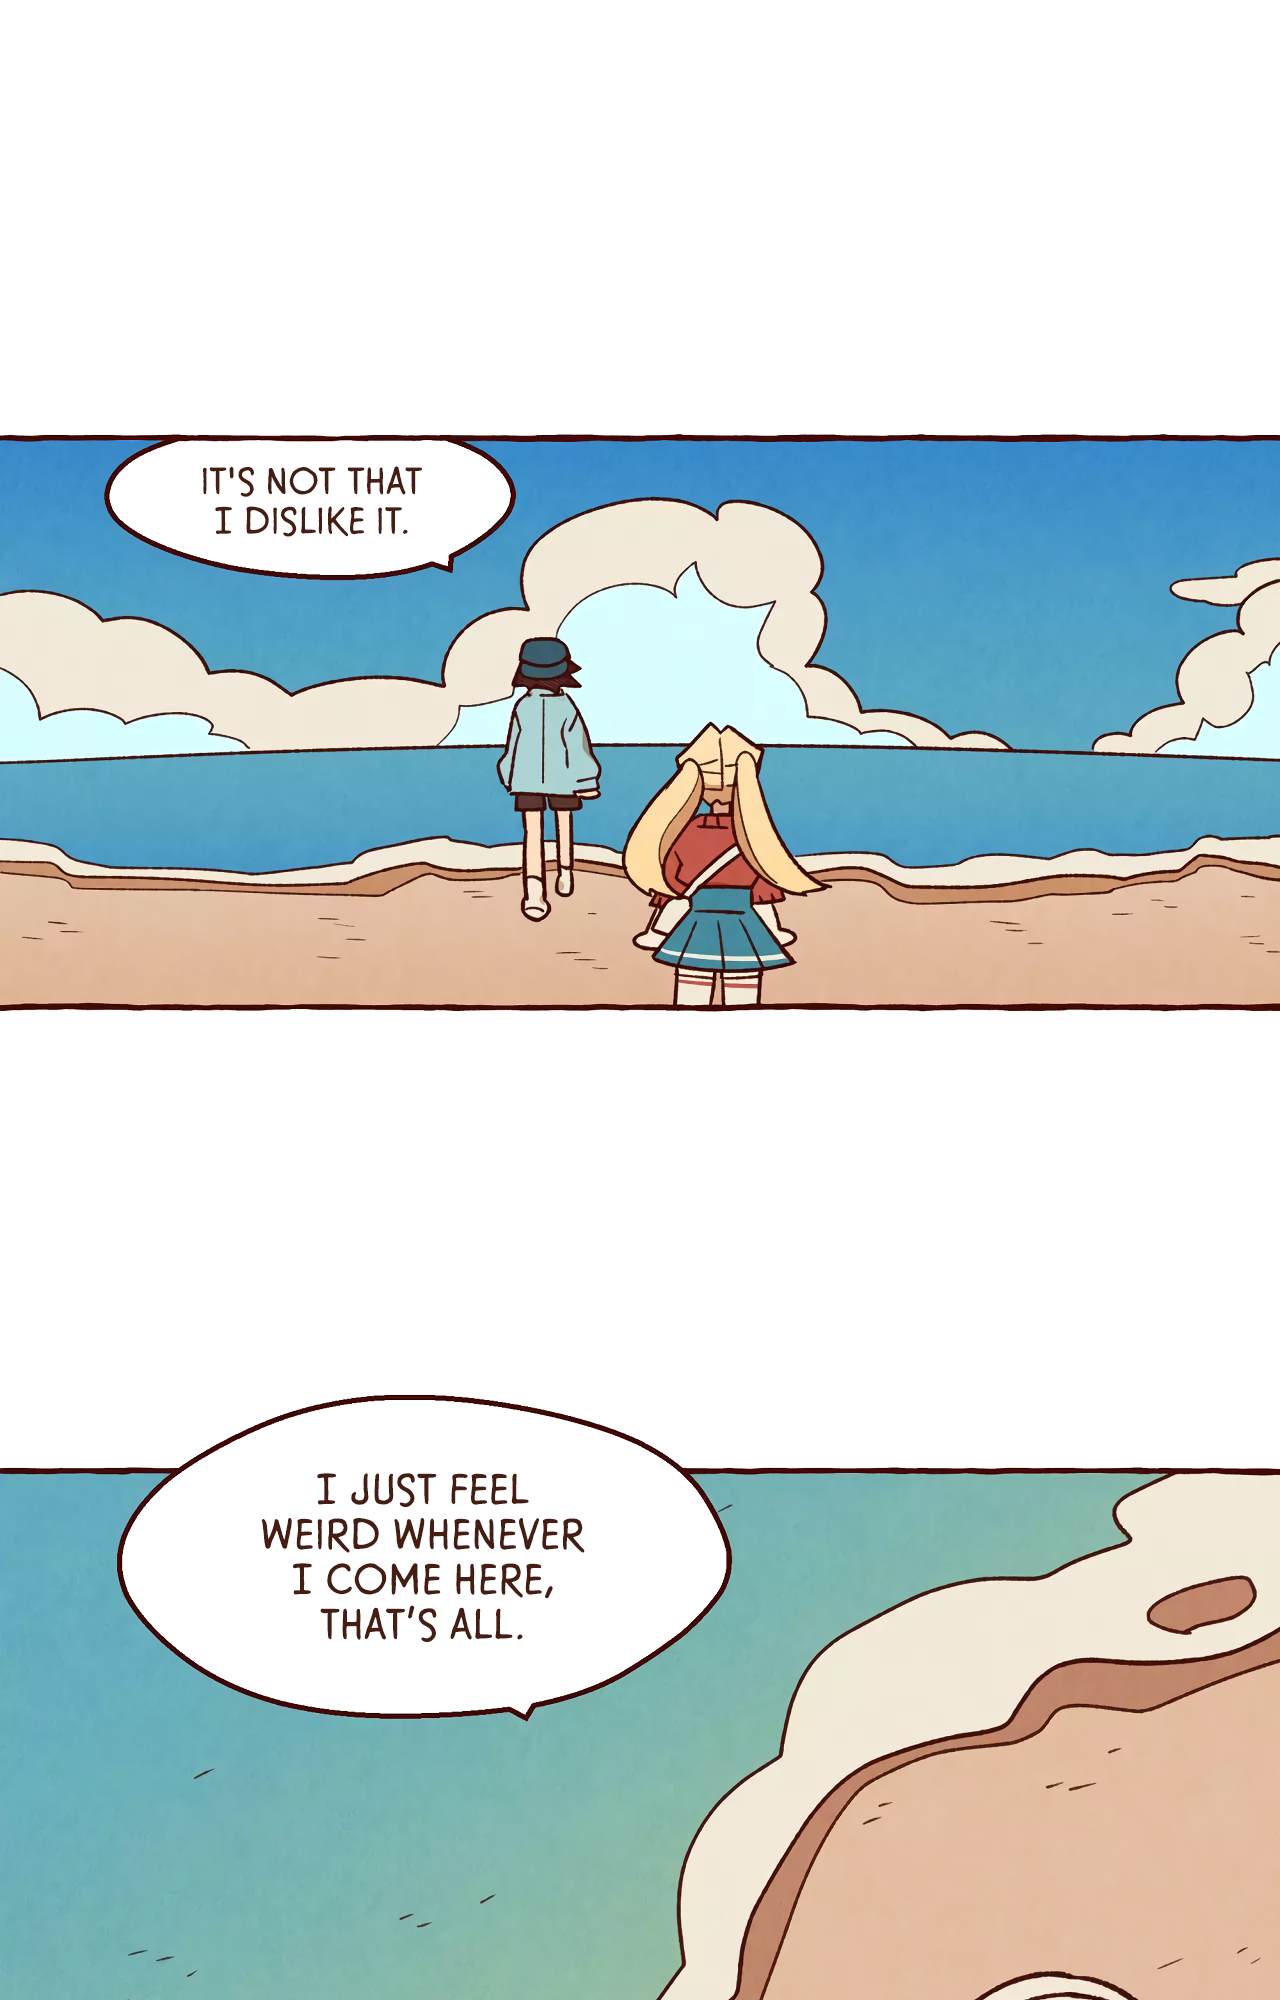 IT'S NOT THAT
I DISLIKE IT.
I JUST FEEL
WEIRD WHENEVER
I COME HERE,
THAT'S ALL.